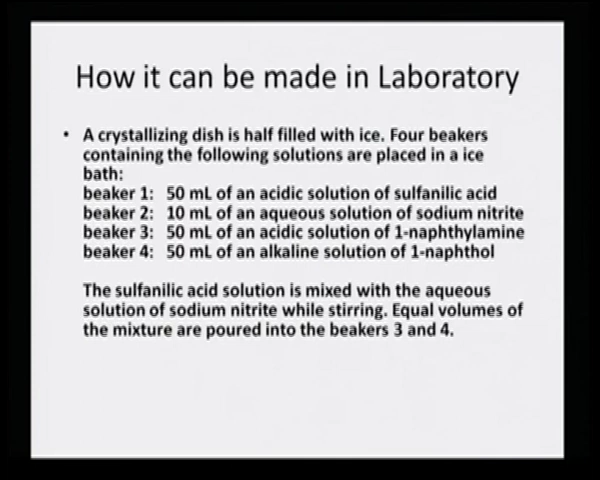 How it can be made in Laboratory
• A crystallizing dish is half filled with ice. Four beakers
containing the following solutions are placed in a ice
bath:
beaker 1: 50 mL of an acidic solution of sulfanilic acid
beaker 2: 10 mL of an aqueous solution of sodium nitrite
beaker 3: 50 mL of an acidic solution of 1-naphthylamine
beaker 4: 50 mL of an alkaline solution of 1-naphthol
The sulfanilic acid solution is mixed with the aqueous
solution of sodium nitrite while stirring. Equal volumes of
the mixture are poured into the beakers 3 and 4.